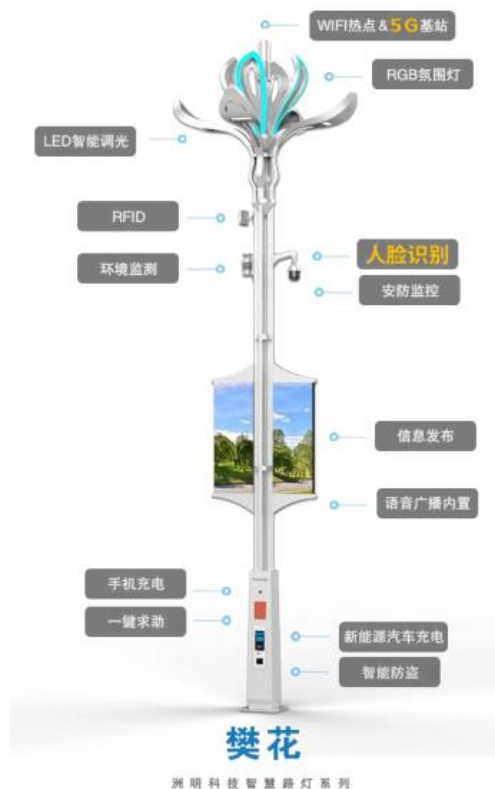 WIFI热点&5G基站
RGB氛围灯
LED智能调光
RFID
人脸识别
环境监测
安防监控
信息发布
语音广播内置
手机充电
一键求助
新能源汽车充电
智能防盗
樊花
洲明科技智慧路灯系列